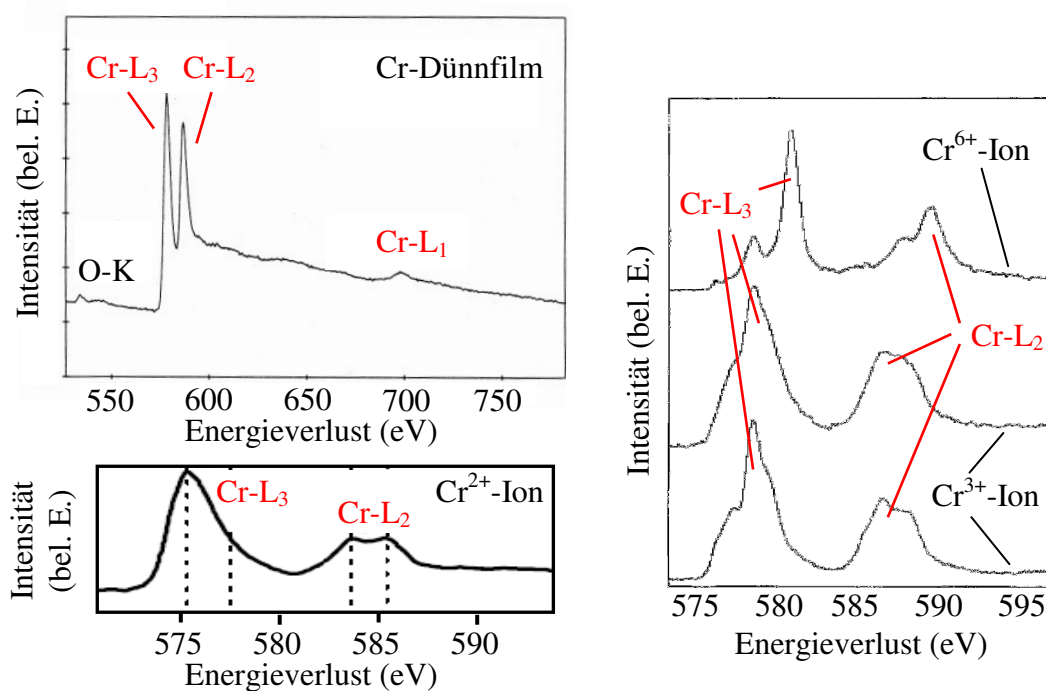 Cr-L₃ Cr-L₂ Cr-Dünnfilm
Intensität (bel. E.)
O-K
Cr-L₁
550 600 650 700 750
Energieverlust (eV)
Intensität
(bel. E.)
Cr-L₃
Cr-L₂
Cr²⁺-Ion
575 580 585 590
Energieverlust (eV)
Intensität (bel. E.)
Cr⁶⁺-Ion
Cr-L₃
Cr-L₂
Cr³⁺-Ion
575 580 585 590 595
Energieverlust (eV)